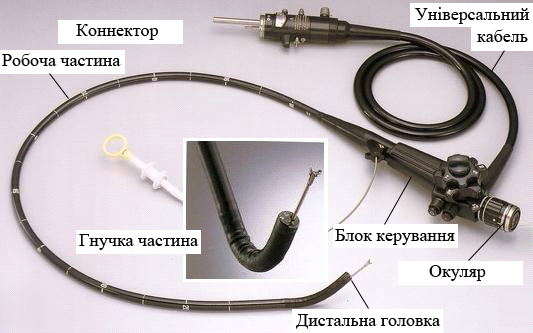 Універсальний
кабель
Коннектор
Робоча частина
Гнучка частина
Блок керування
Окуляр
Дистальна головка